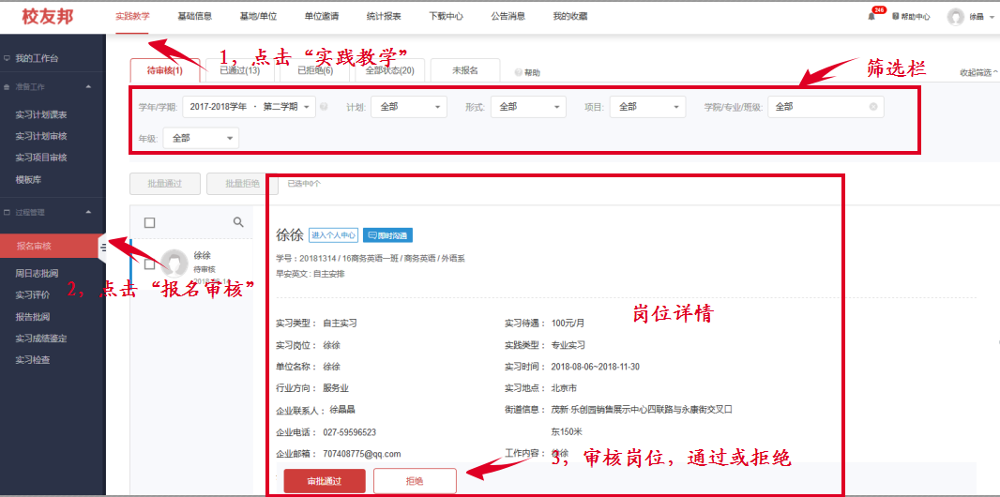 校友邦 实践教学 基础信息 基地/单位 单位邀请 统计报表 下载中心 公告消息 我的收藏 246 帮助中心 徐晶
1，点击“实践教学”
筛选栏
我的工作台
待审核(1) 已通过(13) 已拒绝(6) 全部状态(20) 未报名 帮助 收起筛选
准备工作
学年/学期: 2017-2018学年 · 第二学期 计划: 全部 形式: 全部 项目: 全部 学院/专业/班级: 全部
年级: 全部
实习计划课表
实习计划审核
实习项目审核
模板库
批量通过 批量拒绝 已选中0个
过程管理
报名审核
周日志批阅
实习评价
报告批阅
实习成绩鉴定
实习检查
徐徐
待审核
2，点击“报名审核”
徐徐 进入个人中心 即时沟通
学号：20181314 / 16商务英语一班 / 商务英语 / 外语系
早安英文 : 自主安排
岗位详情
实习类型： 自主实习 实习待遇： 100元/月
实习岗位： 徐徐 实践类型： 专业实习
单位名称： 徐徐 实习时间： 2018-08-06~2018-11-30
行业方向： 服务业 实习地点： 北京市
企业联系人： 徐晶晶 街道信息： 茂新·乐创园销售展示中心四联路与永康街交叉口
企业电话： 027-59596523 东150米
企业邮箱： 707408775@qq.com 工作内容： 徐徐
3，审核岗位，通过或拒绝
审批通过 拒绝